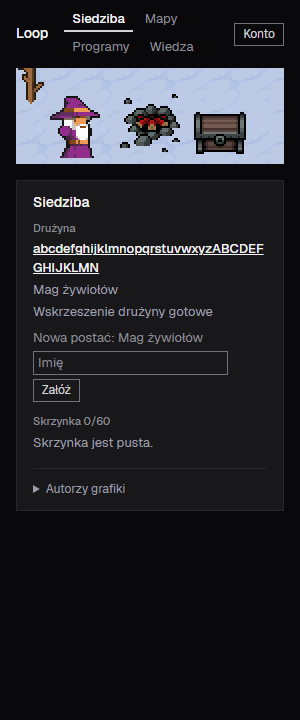 Loop
Siedziba Mapy
Programy Wiedza
Konto
Siedziba
Drużyna
abcdefghijklmnopqrstuvwxyzABCDEF
GHIJKLMN
Mag żywiołów
Wskrzeszenie drużyny gotowe
Nowa postać: Mag żywiołów
Imię
Załóż
Skrzynka 0/60
Skrzynka jest pusta.
Autorzy grafiki